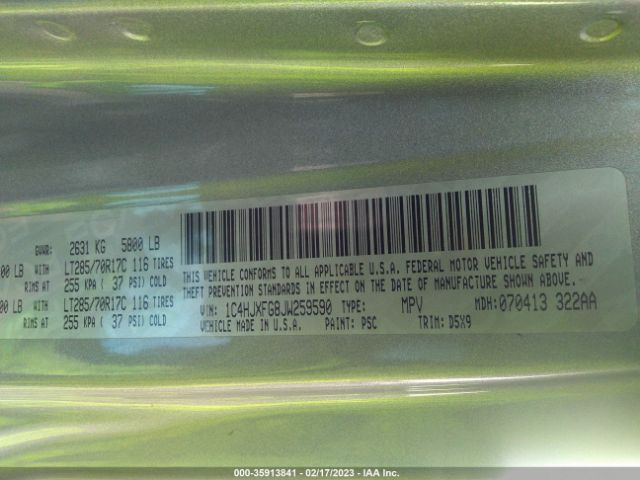 GVWR: 2631 KG 5800 LB
00 LB WITH LT285/70R17C 116 TIRES
RIMS AT 255 KPA ( 37 PSI) COLD
00 LB WITH LT285/70R17C 116 TIRES
RIMS AT 255 KPA ( 37 PSI) COLD
THIS VEHICLE CONFORMS TO ALL APPLICABLE U.S.A. FEDERAL MOTOR VEHICLE SAFETY AND
THEFT PREVENTION STANDARDS IN EFFECT ON THE DATE OF MANUFACTURE SHOWN ABOVE.
VIN: 1C4HJXFG8JW259590 TYPE: MPV MDH: 070413 322AA
VEHICLE MADE IN U.S.A. PAINT: PSC TRIM: D5X9
000-35913841 - 02/17/2023 - IAA Inc.